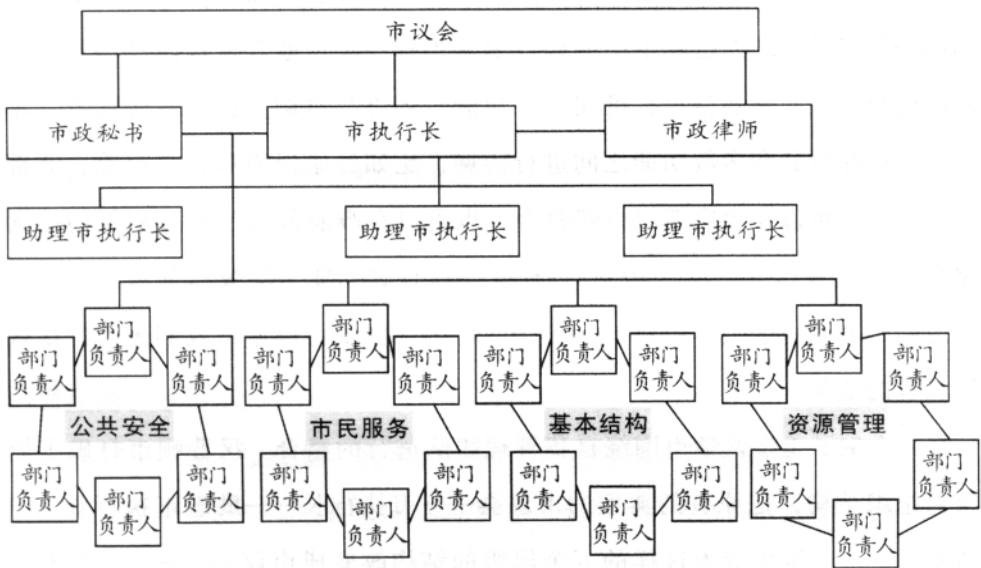 市议会
市政秘书
市执行长
市政律师
助理市执行长
助理市执行长
助理市执行长
部门
负责人
部门
负责人
部门
负责人
公共安全
部门
负责人
部门
负责人
部门
负责人
部门
负责人
部门
负责人
部门
负责人
市民服务
部门
负责人
部门
负责人
部门
负责人
部门
负责人
部门
负责人
部门
负责人
基本结构
部门
负责人
部门
负责人
部门
负责人
部门
负责人
部门
负责人
部门
负责人
资源管理
部门
负责人
部门
负责人
部门
负责人